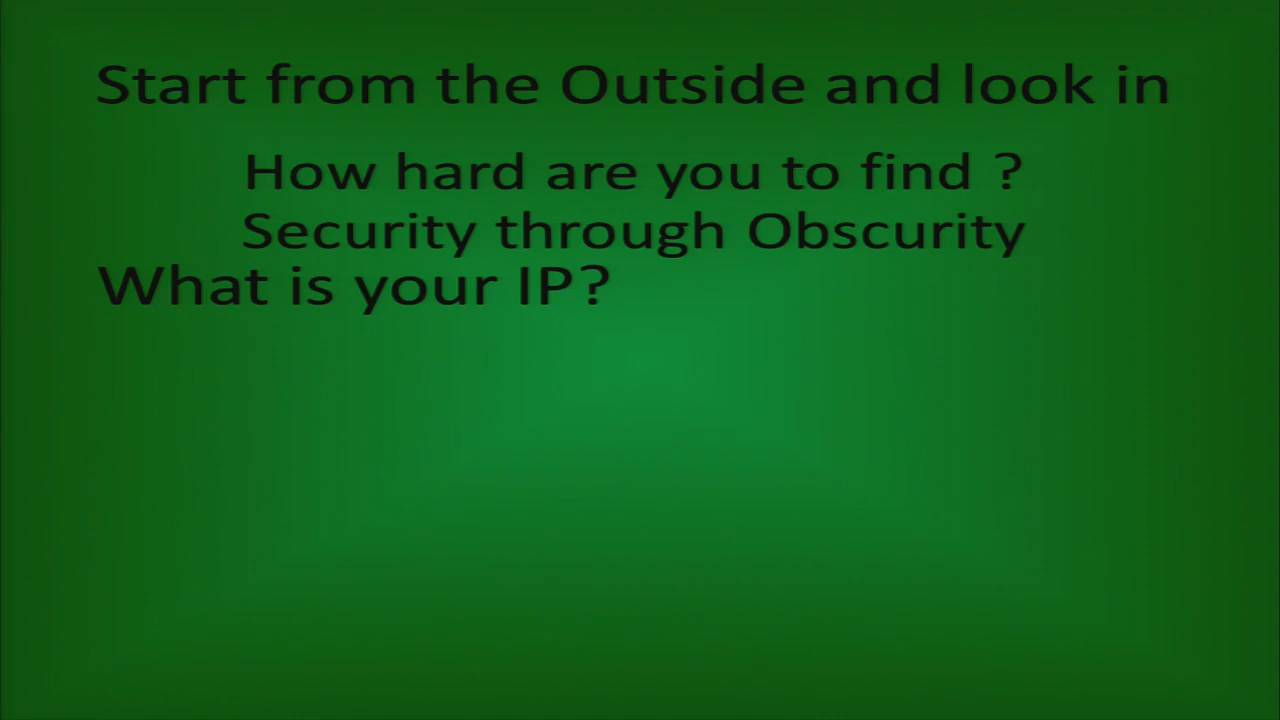 Start from the Outside and look in
How hard are you to find ?
Security through Obscurity
What is your IP?